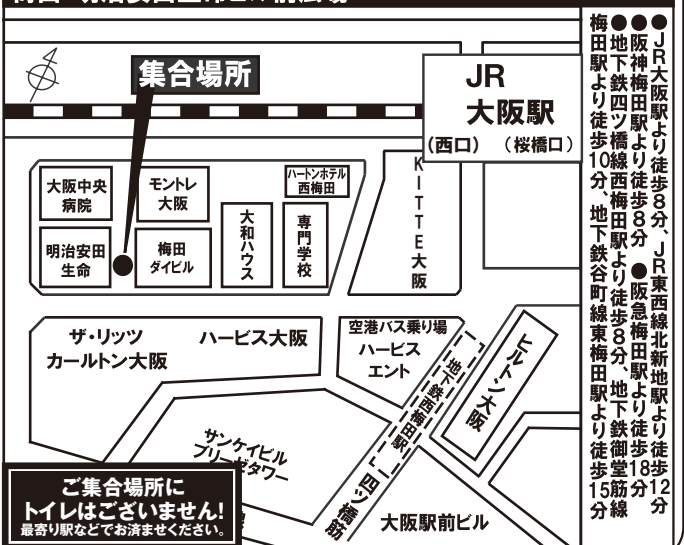 集合場所
JR
大阪駅
(西口) (桜橋口)
大阪中央
病院
モントレ
大阪
ハートンホテル
西梅田
明治安田
生命
梅田
ダイビル
大和ハウス
専門学校
KITTE大阪
ザ・リッツ
カールトン大阪
ハービス大阪
空港バス乗り場
ハービス
エント
地下鉄西梅田駅
四ツ橋筋
ヒルトン大阪
サンケイビル
ブリーゼタワー
大阪駅前ビル
ご集合場所に
トイレはございません!
最寄り駅などでお済ませください。
●JR大阪駅より徒歩8分、JR東西線北新地駅より徒歩12分
●阪神梅田駅より徒歩8分 ●阪急梅田駅より徒歩18分
●地下鉄四ツ橋線西梅田駅より徒歩8分、地下鉄御堂筋線
梅田駅より徒歩10分、地下鉄谷町線東梅田駅より徒歩15分